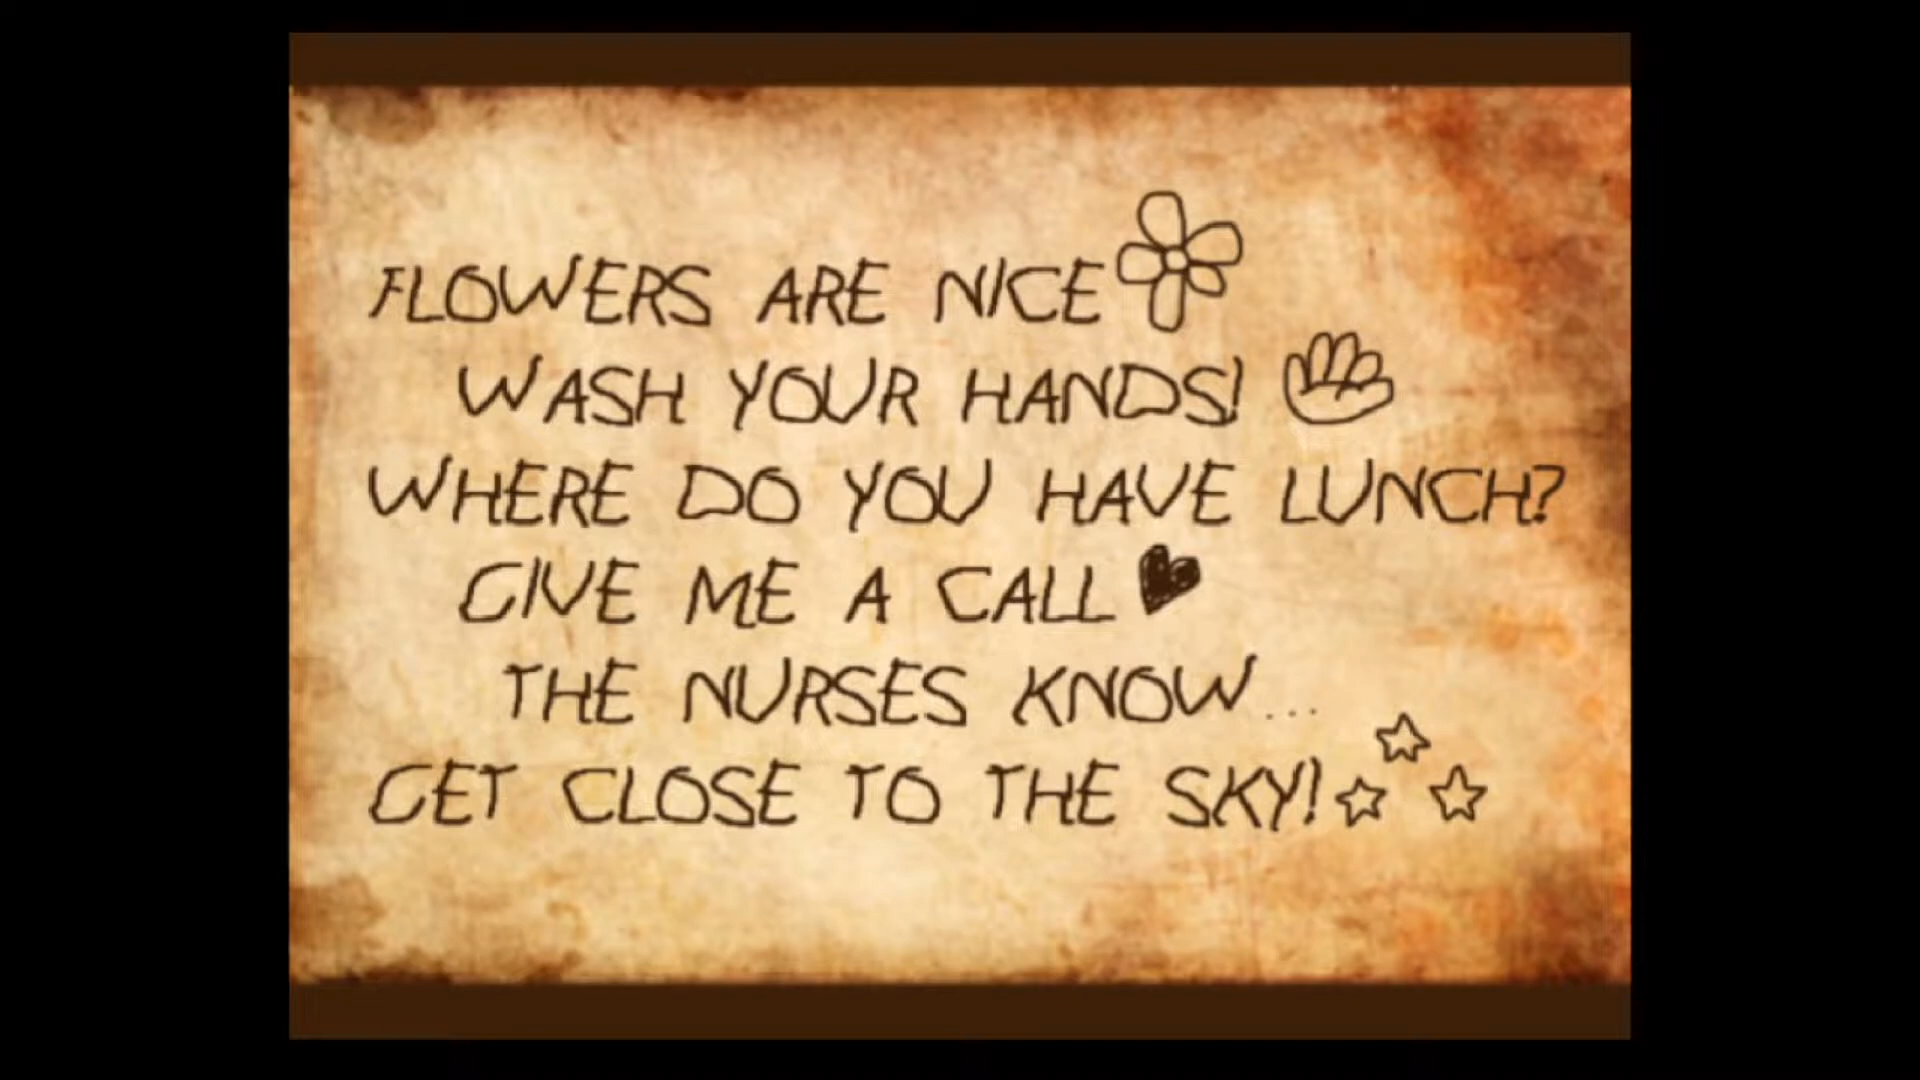 FLOWERS ARE NICE
WASH YOUR HANDS!
WHERE DO YOU HAVE LUNCH?
GIVE ME A CALL
THE NURSES KNOW...
GET CLOSE TO THE SKY!